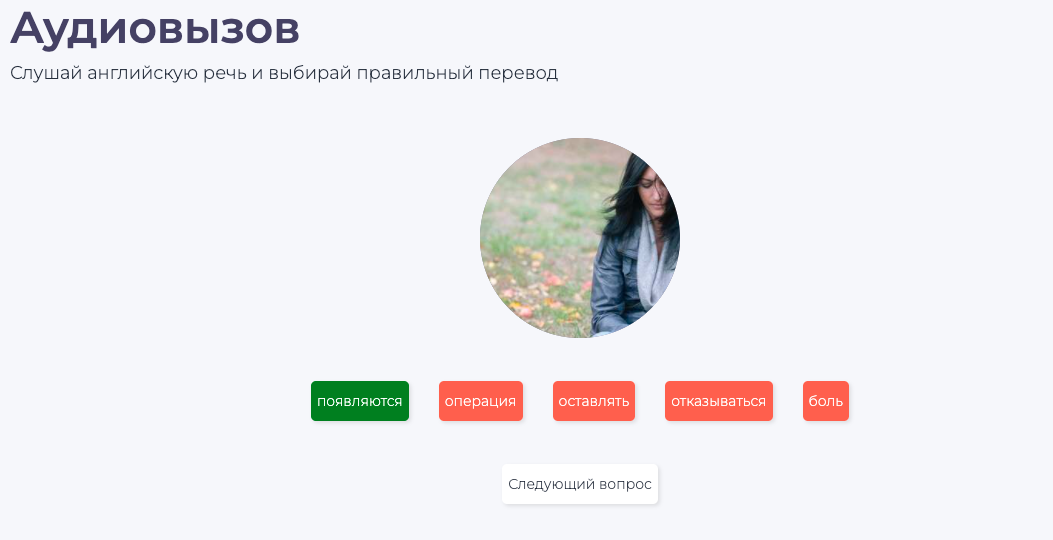 Аудиовызов
Слушай английскую речь и выбирай правильный перевод
появляются операция оставлять отказываться боль
Следующий вопрос